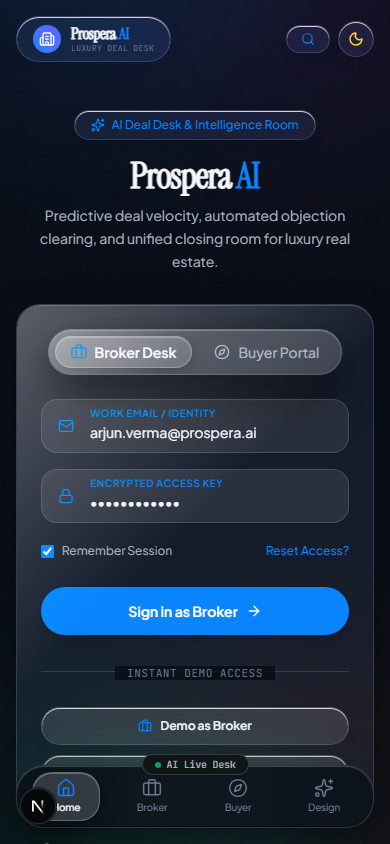 Prospera.AI
LUXURY DEAL DESK
AI Deal Desk & Intelligence Room
Prospera AI
Predictive deal velocity, automated objection
clearing, and unified closing room for luxury real
estate.
Broker Desk
Buyer Portal
WORK EMAIL / IDENTITY
arjun.verma@prospera.ai
ENCRYPTED ACCESS KEY
••••••••••••
Remember Session
Reset Access?
Sign in as Broker →
INSTANT DEMO ACCESS
Demo as Broker
AI Live Desk
N
Home
Broker
Buyer
Design